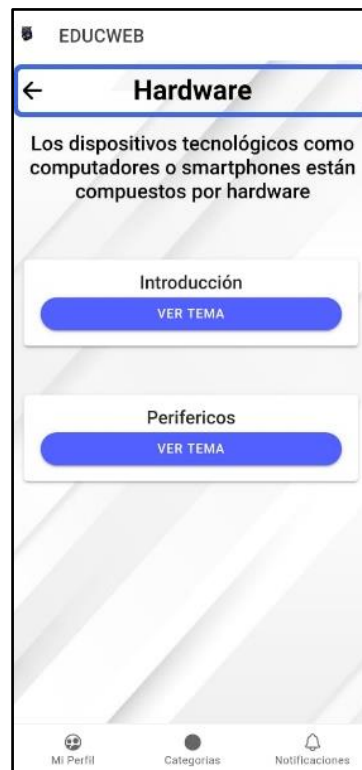 EDUCWEB
Hardware
Los dispositivos tecnológicos como
computadores o smartphones están
compuestos por hardware
Introducción
VER TEMA
Perifericos
VER TEMA
Mi Perfil
Categorias
Notificaciones